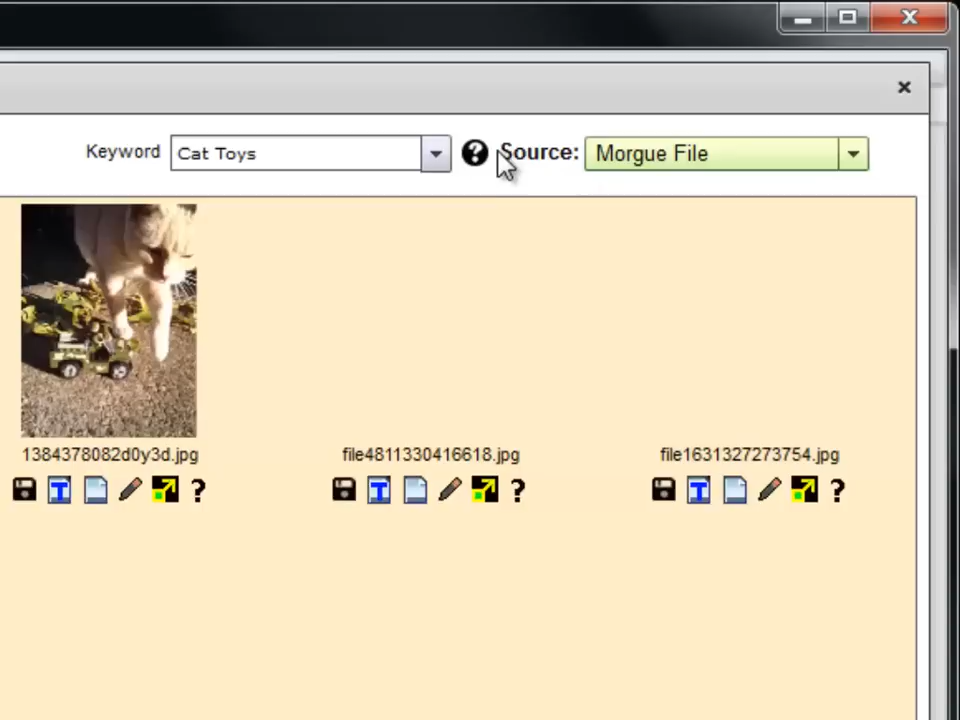 Keyword Cat Toys Source: Morgue File
1384378082d0y3d.jpg file4811330416618.jpg file1631327273754.jpg